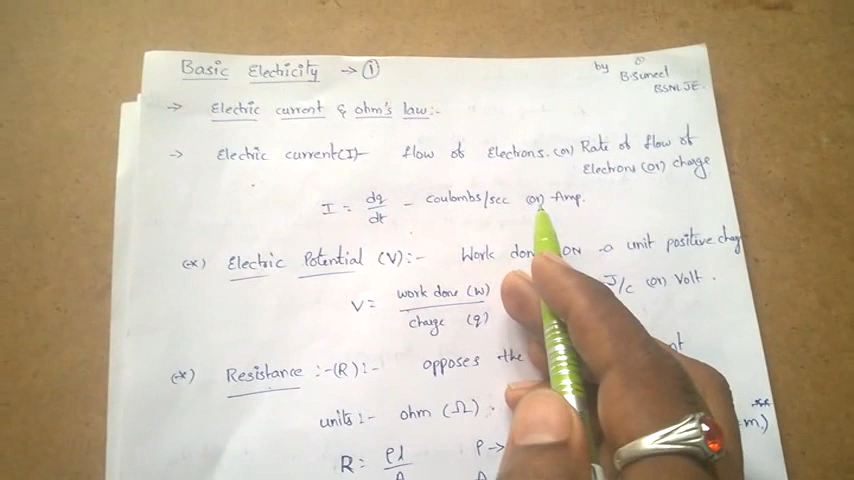 Basic Electricity → ①
by B. Suneel
BSNL JE.
→ Electric current & ohm's law:-
→ Electric current(I)- flow of Electrons. (or) Rate of flow of
Electrons (or) charge
I = dq/dt - coulombs/sec (or) Amp.
(*) Electric Potential (V):- Work done ON a unit positive charge
V = work done (W) / charge (q) J/C (or) Volt.
(*) Resistance :-(R):- opposes the
units:- ohm (Ω)
R = ρl/A ρ →